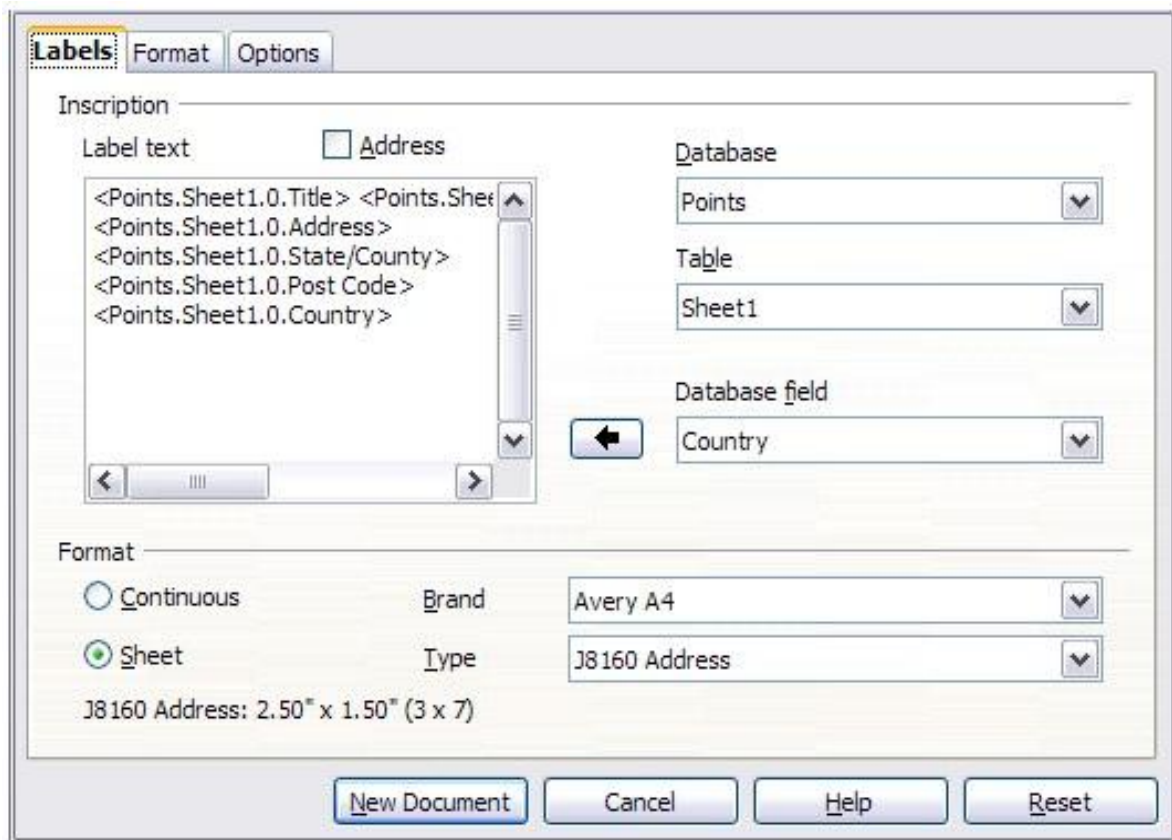 Labels Format Options
Inscription
Label text Address
Database
<Points.Sheet1.0.Title> <Points.Shee
<Points.Sheet1.0.Address>
<Points.Sheet1.0.State/County>
<Points.Sheet1.0.Post Code>
<Points.Sheet1.0.Country>
Points
Table
Sheet1
Database field
Country
Format
Continuous
Brand
Avery A4
Sheet
Type
J8160 Address
J8160 Address: 2.50" x 1.50" (3 x 7)
New Document Cancel Help Reset